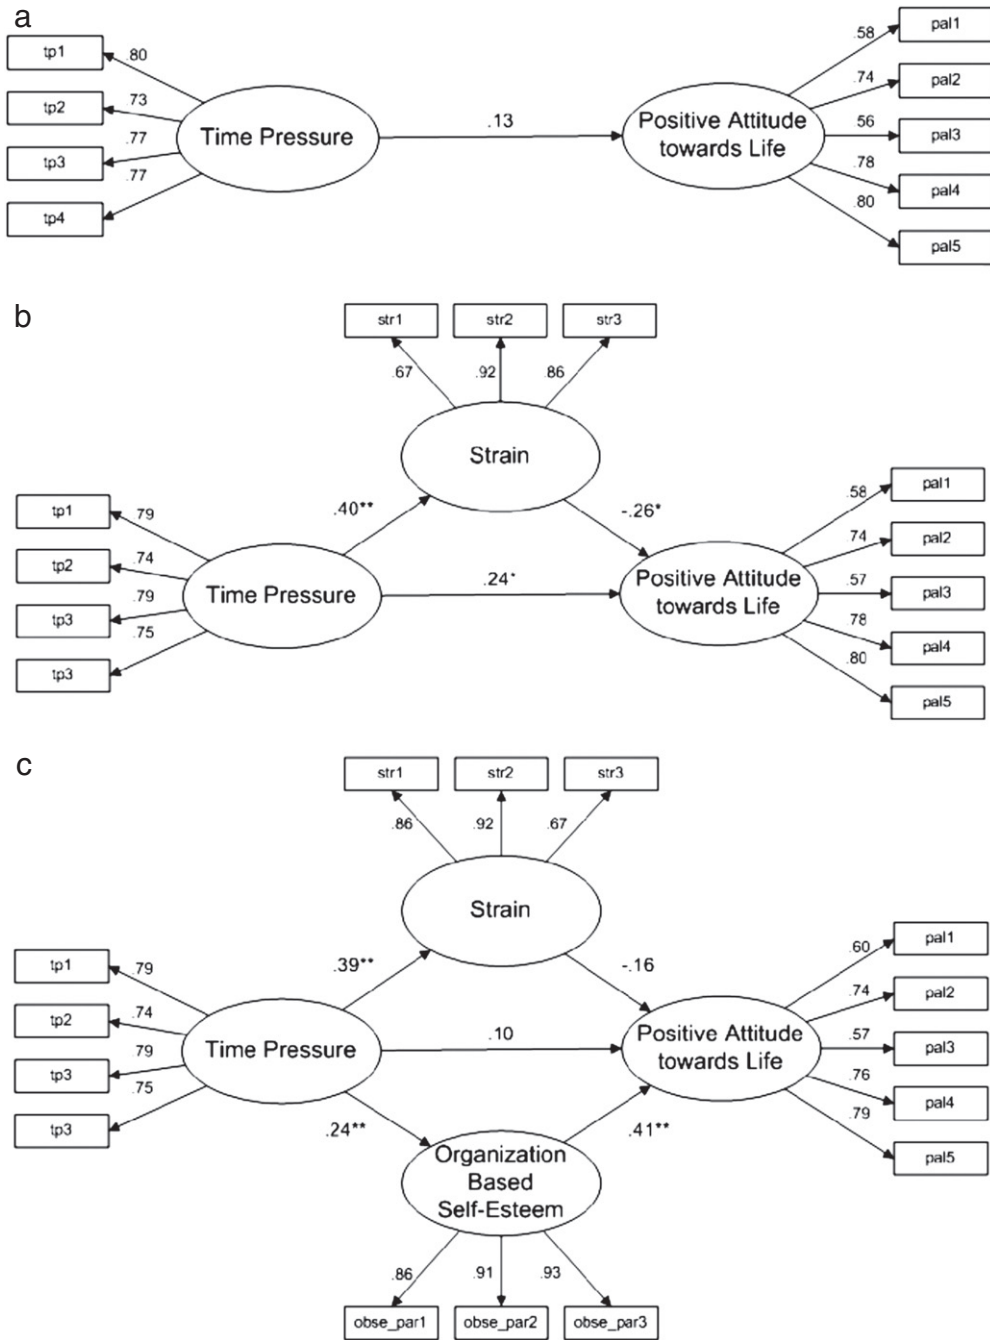 a
tp1
tp2
tp3
tp4
.80
.73
.77
.77
Time Pressure
.13
Positive Attitude
towards Life
.58
.74
.56
.78
.80
pal1
pal2
pal3
pal4
pal5
b
str1
str2
str3
.67
.92
.86
Strain
.40**
-.26*
tp1
tp2
tp3
tp3
.79
.74
.79
.75
Time Pressure
.24*
Positive Attitude
towards Life
.58
.74
.57
.78
.80
pal1
pal2
pal3
pal4
pal5
c
str1
str2
str3
.86
.92
.67
Strain
.39**
-.16
tp1
tp2
tp3
tp3
.79
.74
.79
.75
Time Pressure
.10
Positive Attitude
towards Life
.60
.74
.57
.76
.79
pal1
pal2
pal3
pal4
pal5
.24**
.41**
Organization
Based
Self-Esteem
.86
.91
.93
obse_par1
obse_par2
obse_par3